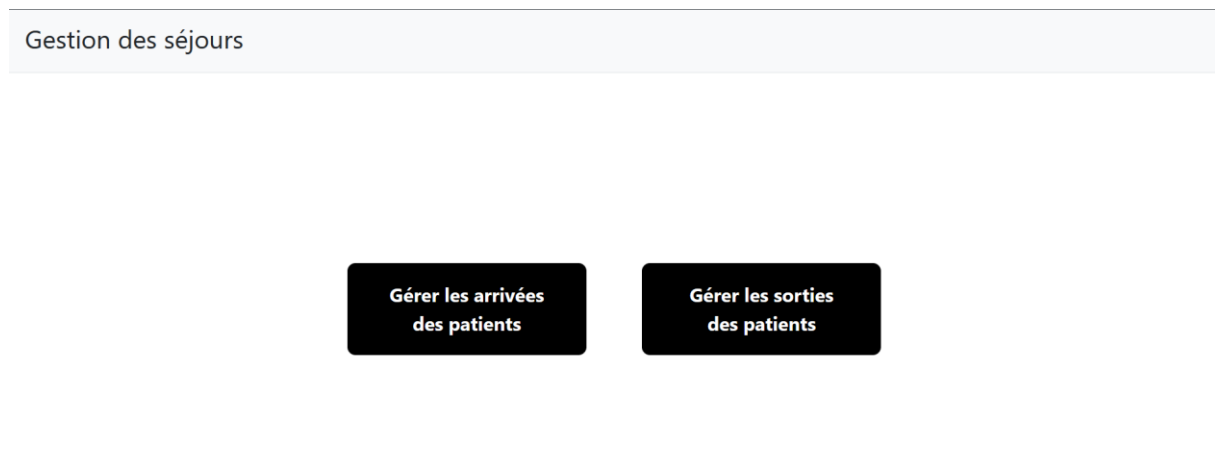 Gestion des séjours
Gérer les arrivées
des patients
Gérer les sorties
des patients